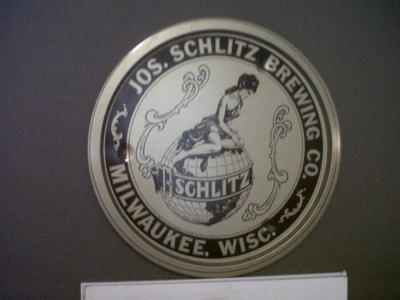 JOS. SCHLITZ BREWING CO.
SCHLITZ
MILWAUKEE, WISC.